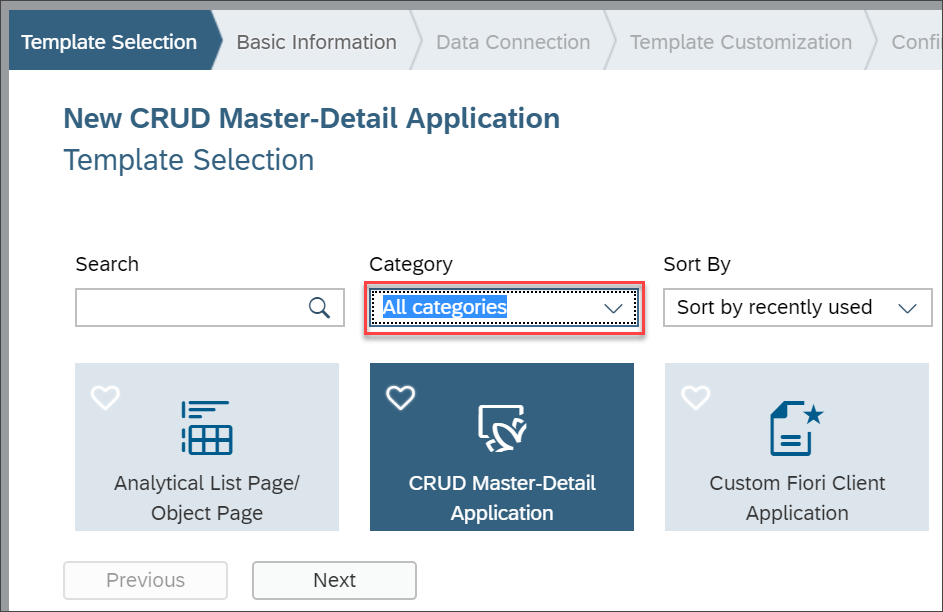 Template Selection Basic Information Data Connection Template Customization
New CRUD Master-Detail Application
Template Selection
Search Category Sort By
All categories Sort by recently used
Analytical List Page/
Object Page
CRUD Master-Detail
Application
Custom Fiori Client
Application
Previous Next